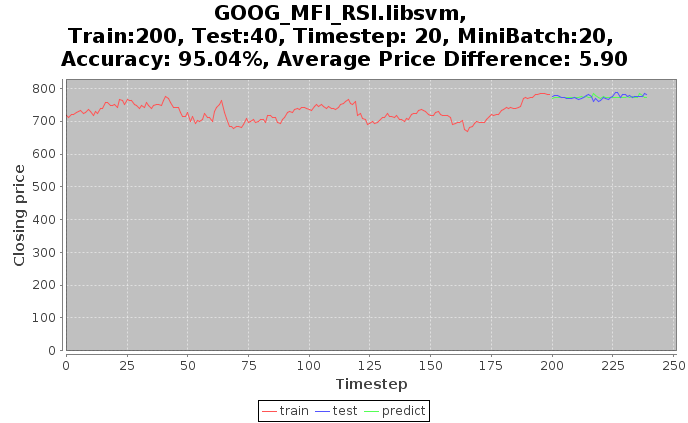 GOOG_MFI_RSI.libsvm,
Train:200, Test:40, Timestep: 20, MiniBatch:20,
Accuracy: 95.04%, Average Price Difference: 5.90
Closing price
800
700
600
500
400
300
200
100
0
0 25 50 75 100 125 150 175 200 225 250
Timestep
train test predict